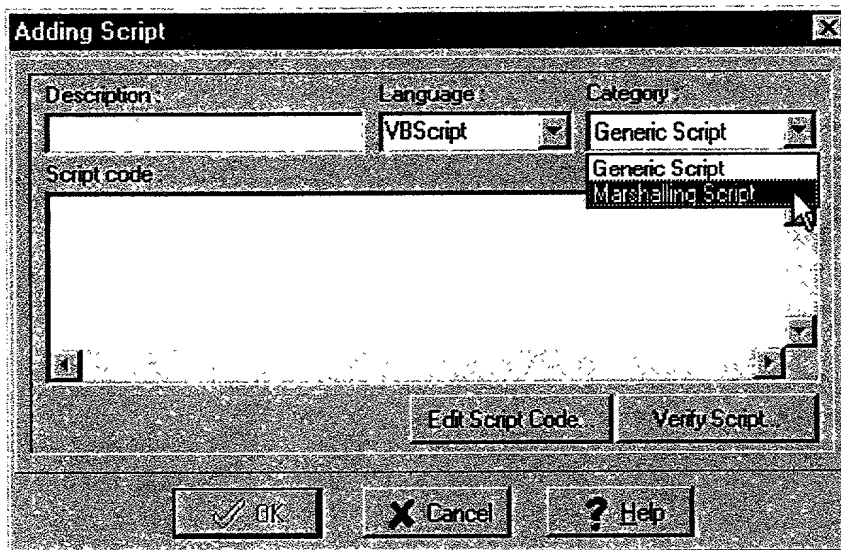 Adding Script
Description : Language : Category :
VBScript Generic Script
Script code Generic Script
Marshalling Script
Edit Script Code... Verify Script...
OK Cancel Help